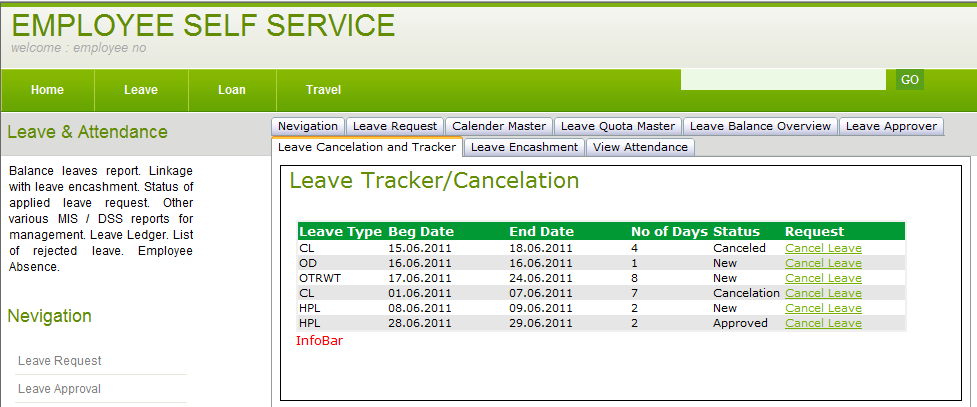 EMPLOYEE SELF SERVICE
welcome : employee no
Home Leave Loan Travel GO
Leave & Attendance
Balance leaves report. Linkage
with leave encashment. Status of
applied leave request. Other
various MIS / DSS reports for
management. Leave Ledger. List
of rejected leave. Employee
Absence.
Nevigation
Leave Request
Leave Approval
Nevigation Leave Request Calender Master Leave Quota Master Leave Balance Overview Leave Approver
Leave Cancelation and Tracker Leave Encashment View Attendance
Leave Tracker/Cancelation
Leave Type Beg Date End Date No of Days Status Request
CL 15.06.2011 18.06.2011 4 Canceled Cancel Leave
OD 16.06.2011 16.06.2011 1 New Cancel Leave
OTRWT 17.06.2011 24.06.2011 8 New Cancel Leave
CL 01.06.2011 07.06.2011 7 Cancelation Cancel Leave
HPL 08.06.2011 09.06.2011 2 New Cancel Leave
HPL 28.06.2011 29.06.2011 2 Approved Cancel Leave
InfoBar